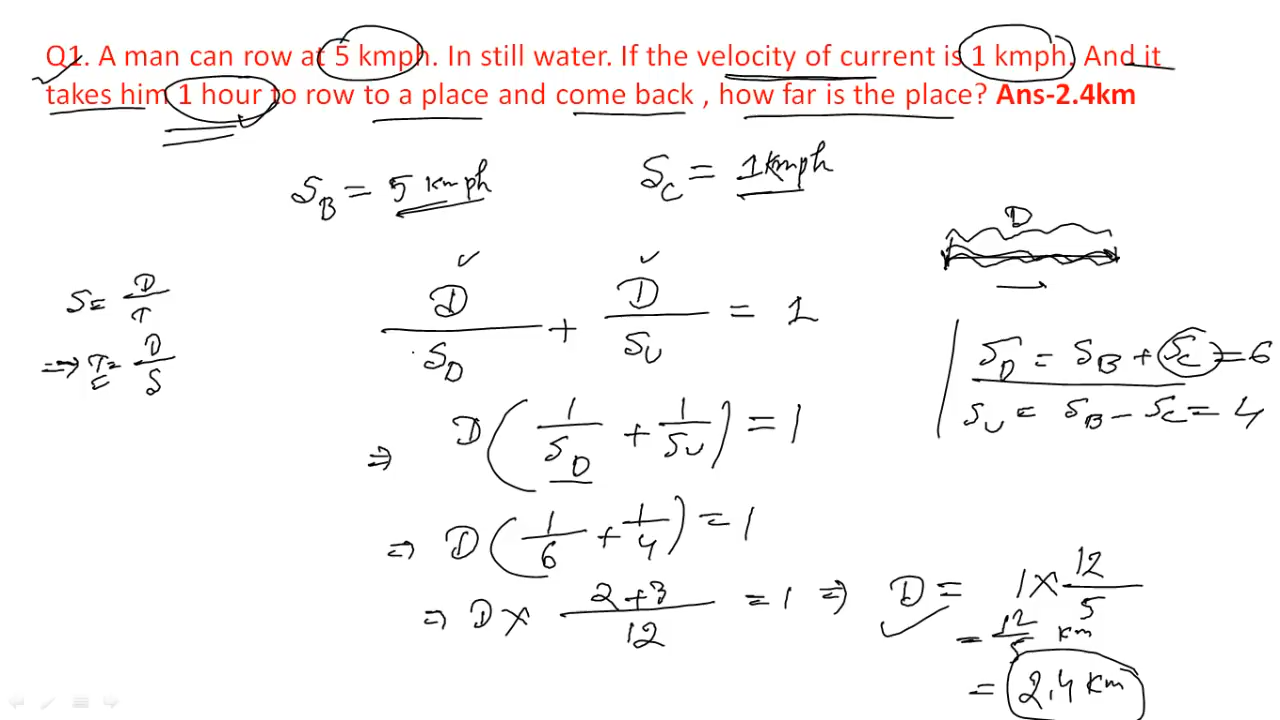 Q1. A man can row at 5 kmph. In still water. If the velocity of current is 1 kmph. And it
takes him 1 hour to row to a place and come back , how far is the place? Ans-2.4km
S_B = 5 kmph
S_C = 1 kmph
D
S = D/T
⇒ T = D/S
D/S_D + D/S_U = 1
S_D = S_B + S_C = 6
S_U = S_B - S_C = 4
⇒ D (1/S_D + 1/S_U) = 1
⇒ D (1/6 + 1/4) = 1
⇒ D × (2+3)/12 = 1 ⇒ D = 1 × 12/5
= 12/5 km
= 2.4 km